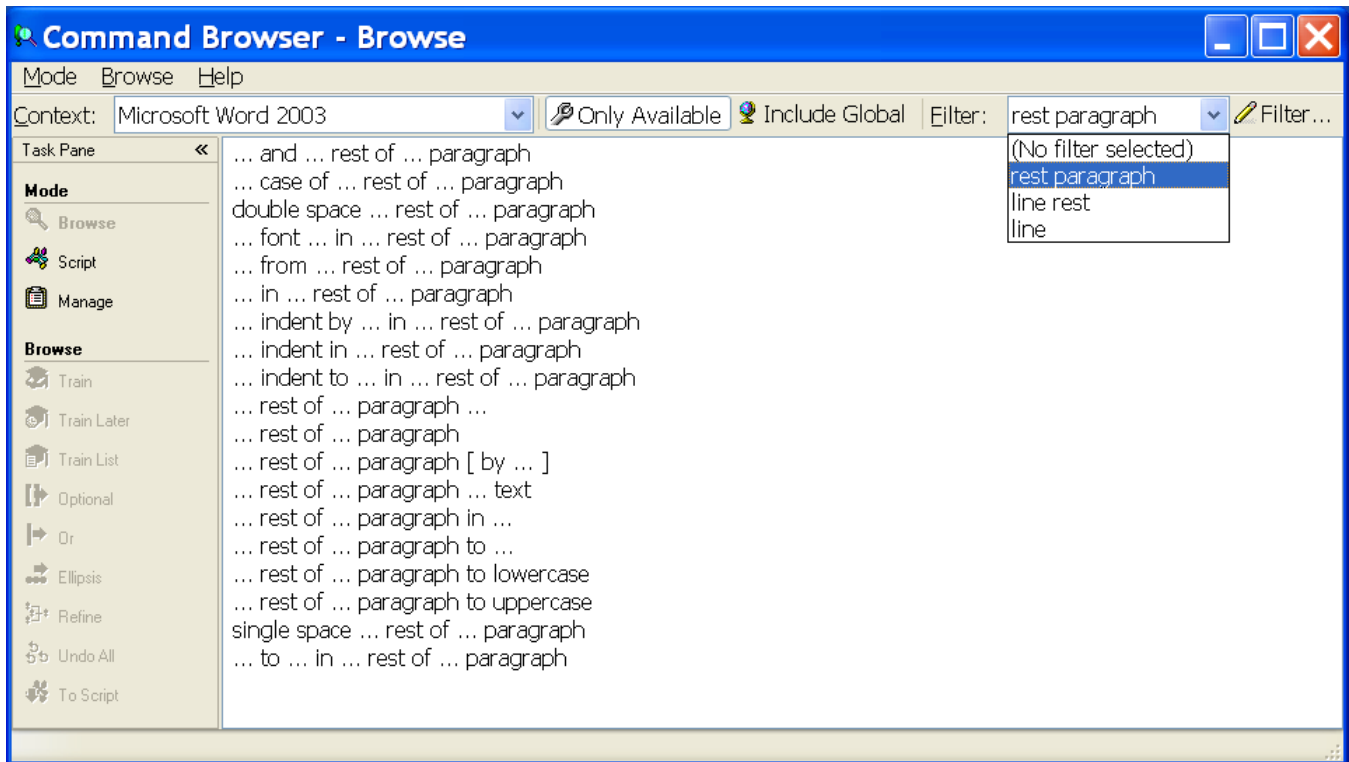 Command Browser - Browse
Mode Browse Help
Context: Microsoft Word 2003 Only Available Include Global Filter: rest paragraph Filter...
(No filter selected)
rest paragraph
line rest
line
Task Pane «
Mode
Browse
Script
Manage
Browse
Train
Train Later
Train List
Optional
Or
Ellipsis
Refine
Undo All
To Script
... and ... rest of ... paragraph
... case of ... rest of ... paragraph
double space ... rest of ... paragraph
... font ... in ... rest of ... paragraph
... from ... rest of ... paragraph
... in ... rest of ... paragraph
... indent by ... in ... rest of ... paragraph
... indent in ... rest of ... paragraph
... indent to ... in ... rest of ... paragraph
... rest of ... paragraph ...
... rest of ... paragraph
... rest of ... paragraph [ by ... ]
... rest of ... paragraph ... text
... rest of ... paragraph in ...
... rest of ... paragraph to ...
... rest of ... paragraph to lowercase
... rest of ... paragraph to uppercase
single space ... rest of ... paragraph
... to ... in ... rest of ... paragraph